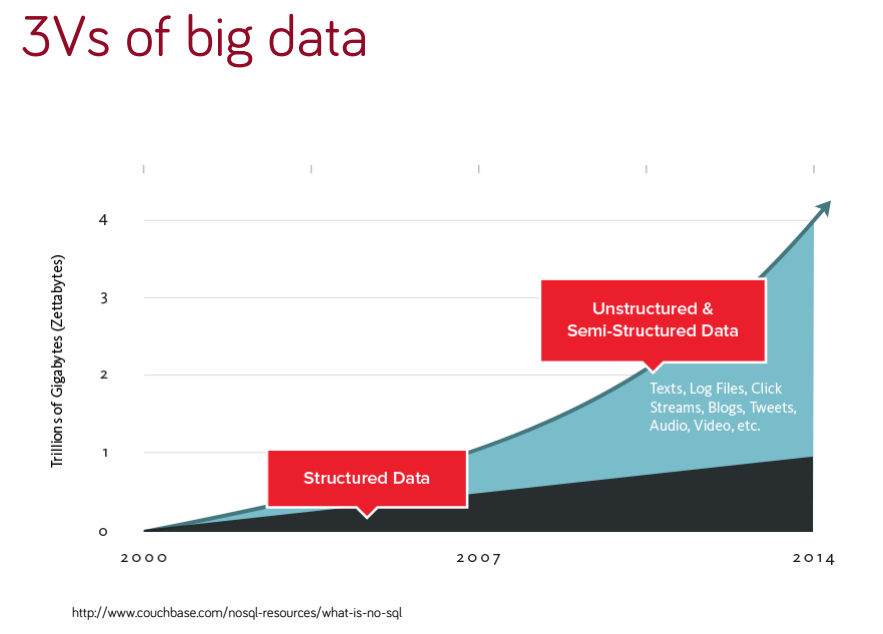 3Vs of big data
Trillions of Gigabytes (Zettabytes)
4
3
2
1
0
Unstructured &
Semi-Structured Data
Texts, Log Files, Click
Streams, Blogs, Tweets,
Audio, Video, etc.
Structured Data
2000
2007
2014
http://www.couchbase.com/nosql-resources/what-is-no-sql